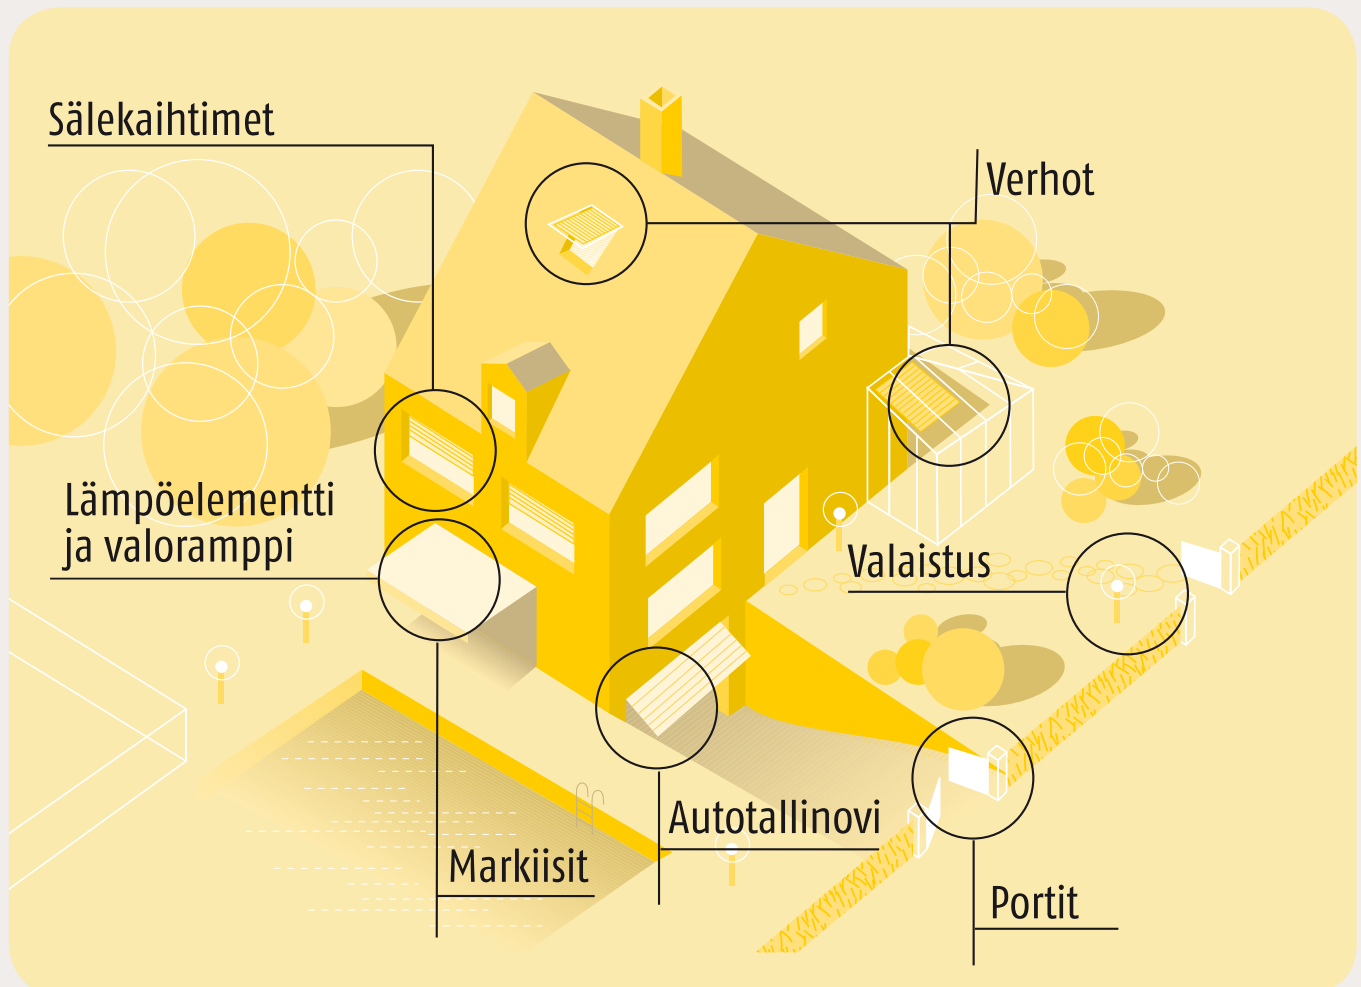 Sälekaihtimet
Verhot
Lämpöelementti
ja valoramppi
Valaistus
Autotallinovi
Markiisit
Portit